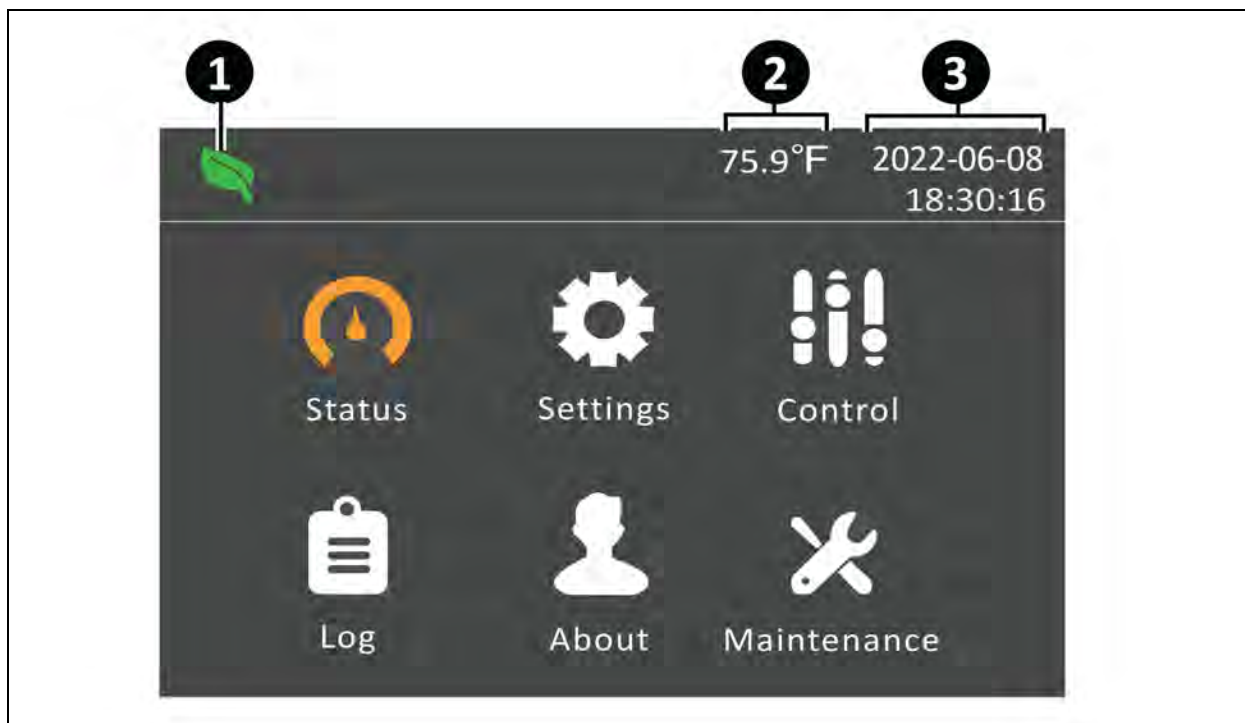 1 2 3
75.9°F 2022-06-08
18:30:16
Status Settings Control
Log About Maintenance